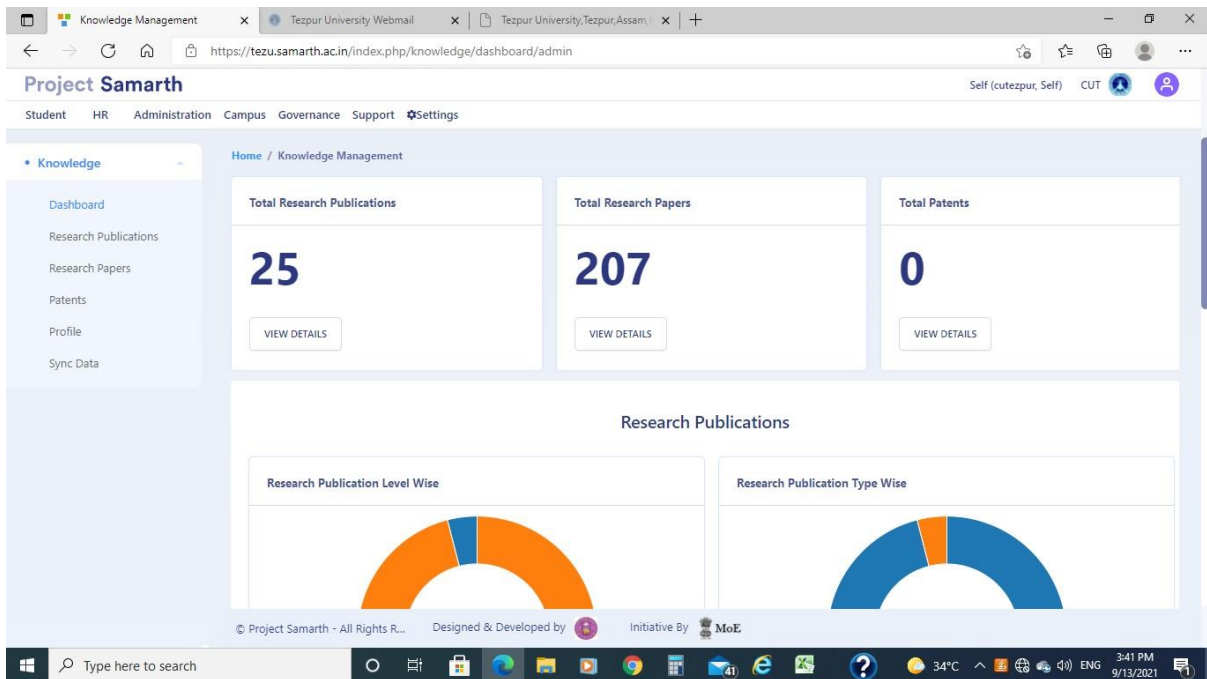 Knowledge Management
Tezpur University Webmail
Tezpur University,Tezpur,Assam,
https://tezu.samarth.ac.in/index.php/knowledge/dashboard/admin
Project Samarth
Self (cutezpur, Self) CUT
Student HR Administration Campus Governance Support Settings
Knowledge
Home / Knowledge Management
Dashboard
Research Publications
Research Papers
Patents
Profile
Sync Data
Total Research Publications
25
VIEW DETAILS
Total Research Papers
207
VIEW DETAILS
Total Patents
0
VIEW DETAILS
Research Publications
Research Publication Level Wise
Research Publication Type Wise
© Project Samarth - All Rights R... Designed & Developed by Initiative By MoE
Type here to search
41
34°C ENG 3:41 PM
9/13/2021
1